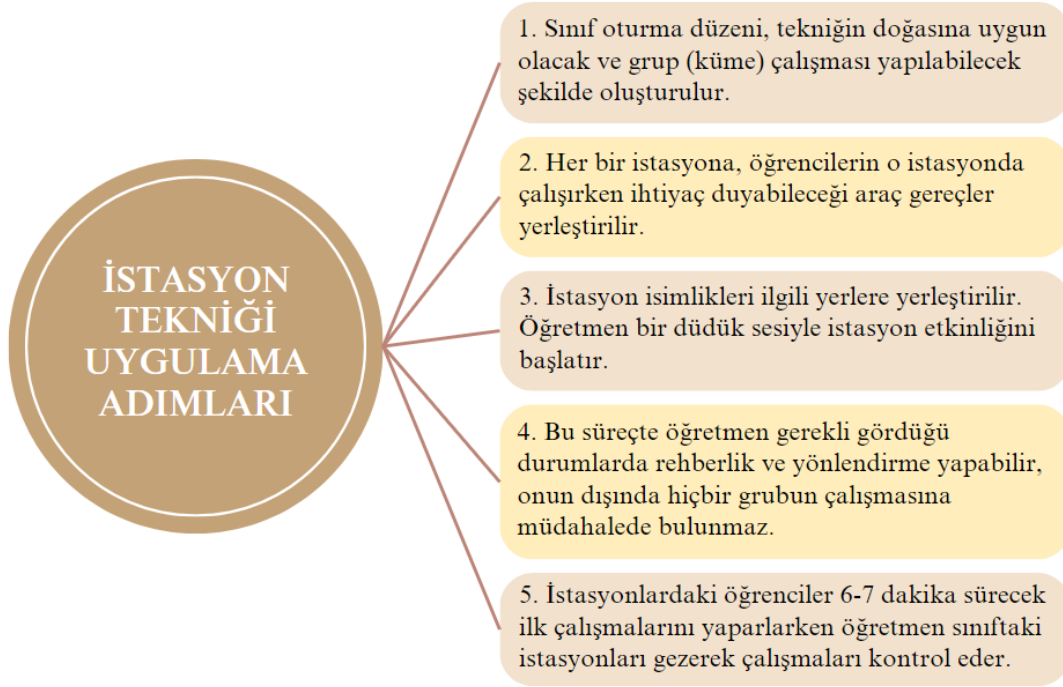 İSTASYON
TEKNİĞİ
UYGULAMA
ADIMLARI
1. Sınıf oturma düzeni, tekniğin doğasına uygun
olacak ve grup (küme) çalışması yapılabilecek
şekilde oluşturulur.
2. Her bir istasyona, öğrencilerin o istasyonda
çalışırken ihtiyaç duyabileceği araç gereçler
yerleştirilir.
3. İstasyon isimlikleri ilgili yerlere yerleştirilir.
Öğretmen bir düdük sesiyle istasyon etkinliğini
başlatır.
4. Bu süreçte öğretmen gerekli gördüğü
durumlarda rehberlik ve yönlendirme yapabilir,
onun dışında hiçbir grubun çalışmasına
müdahalede bulunmaz.
5. İstasyonlardaki öğrenciler 6-7 dakika sürecek
ilk çalışmalarını yaparlarken öğretmen sınıftaki
istasyonları gezerek çalışmaları kontrol eder.